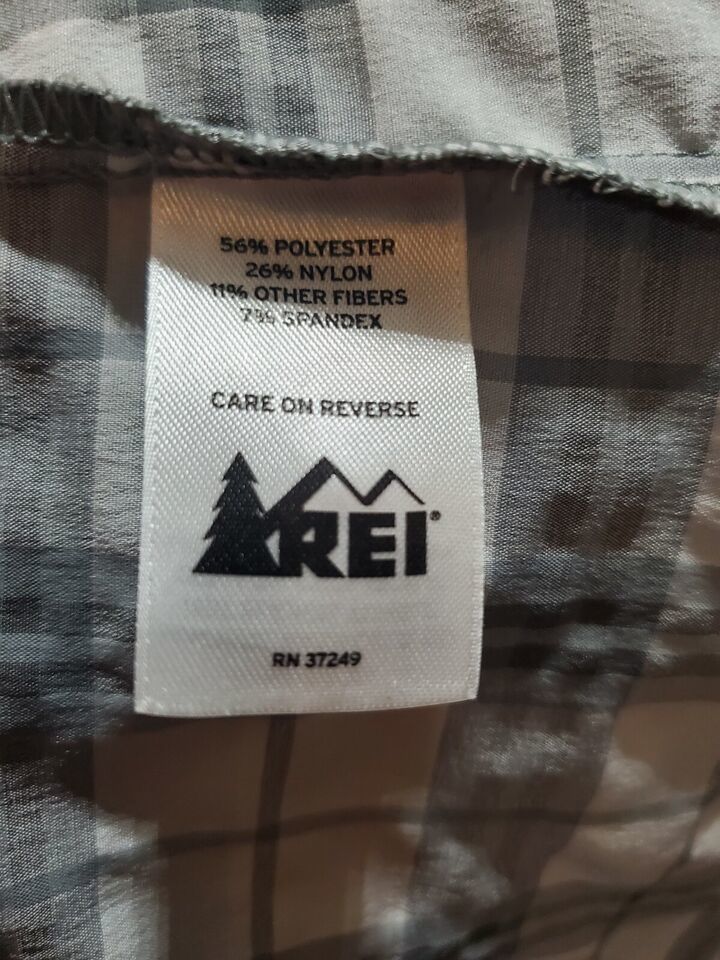 56% POLYESTER
26% NYLON
11% OTHER FIBERS
7% SPANDEX
CARE ON REVERSE
REI®
RN 37249